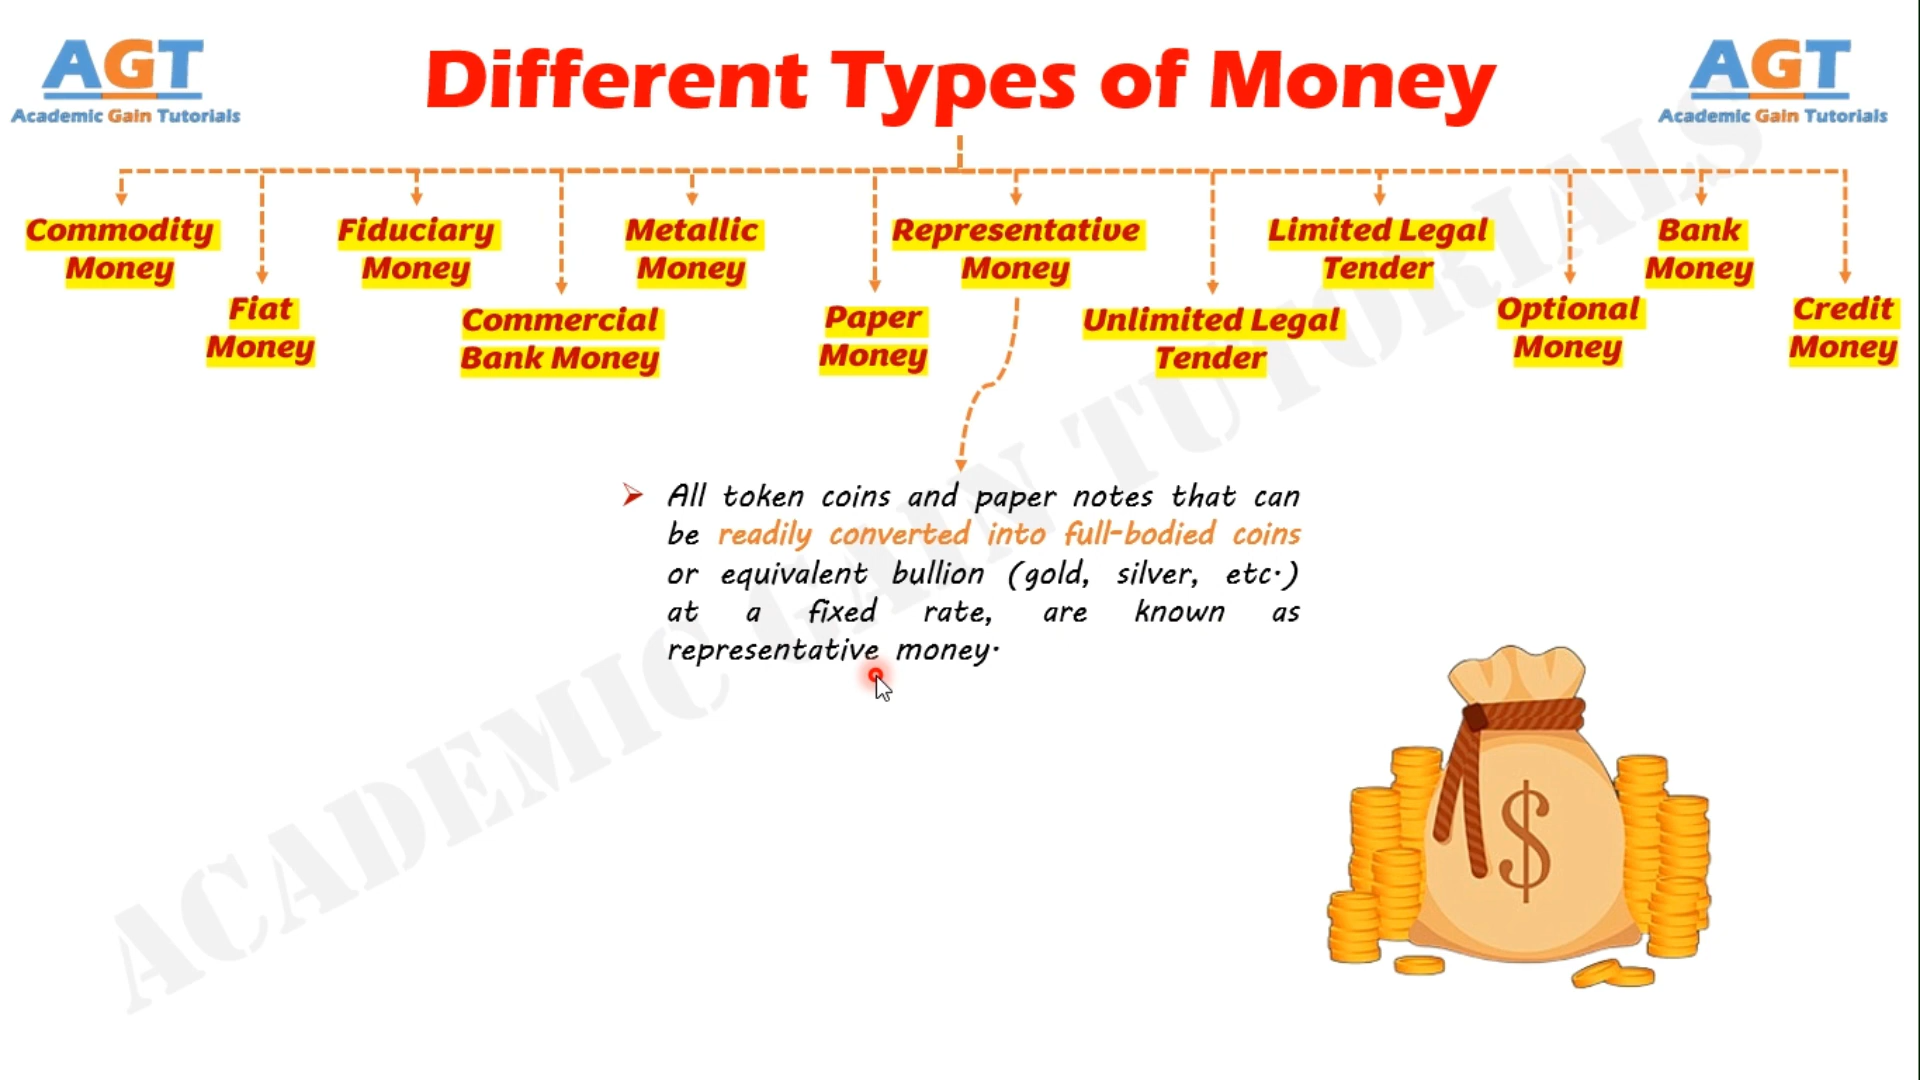 AGT
Academic Gain Tutorials
Different Types of Money
AGT
Academic Gain Tutorials
Commodity
Money
Fiat
Money
Fiduciary
Money
Commercial
Bank Money
Metallic
Money
Paper
Money
Representative
Money
Unlimited Legal
Tender
Limited Legal
Tender
Optional
Money
Bank
Money
Credit
Money
All token coins and paper notes that can
be readily converted into full-bodied coins
or equivalent bullion (gold, silver, etc.)
at a fixed rate, are known as
representative money.
$
ACADEMIC GAIN TUTORIALS